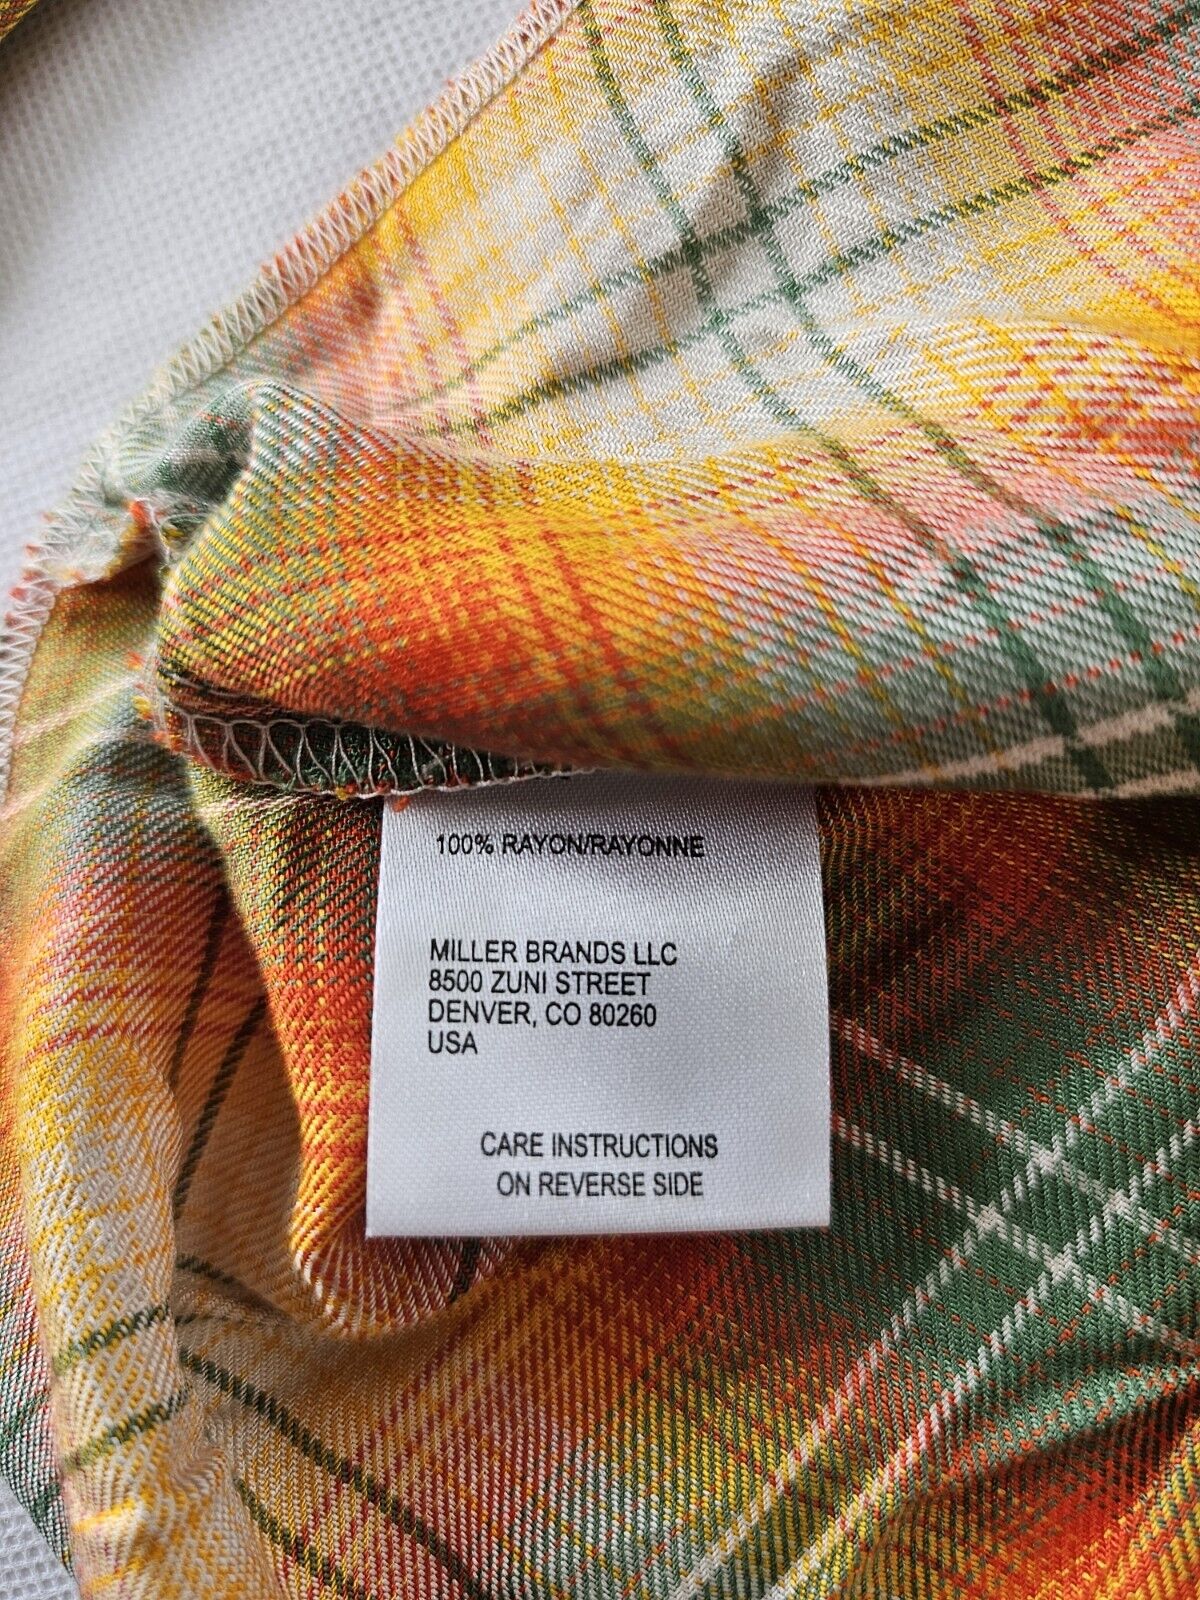 100% RAYON/RAYONNE
MILLER BRANDS LLC
8500 ZUNI STREET
DENVER, CO 80260
USA
CARE INSTRUCTIONS
ON REVERSE SIDE